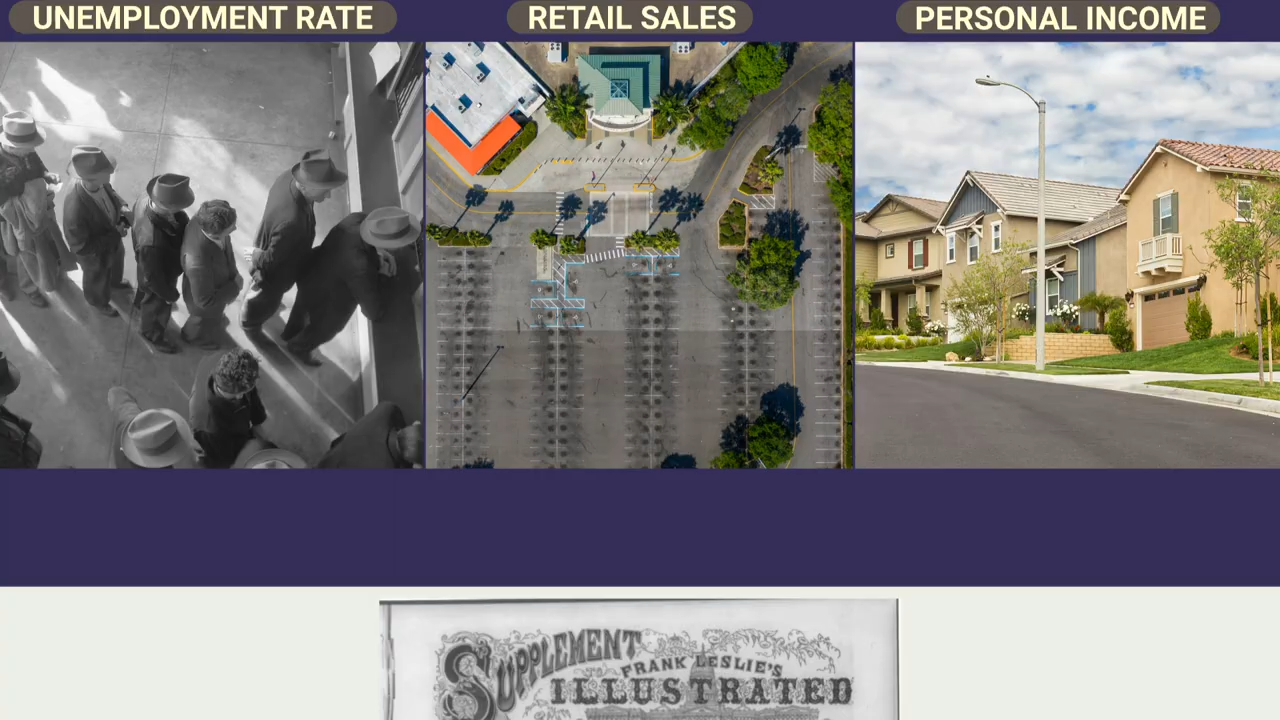 UNEMPLOYMENT RATE
RETAIL SALES
PERSONAL INCOME
SUPPLEMENT
FRANK LESLIE'S
ILLUSTRATED